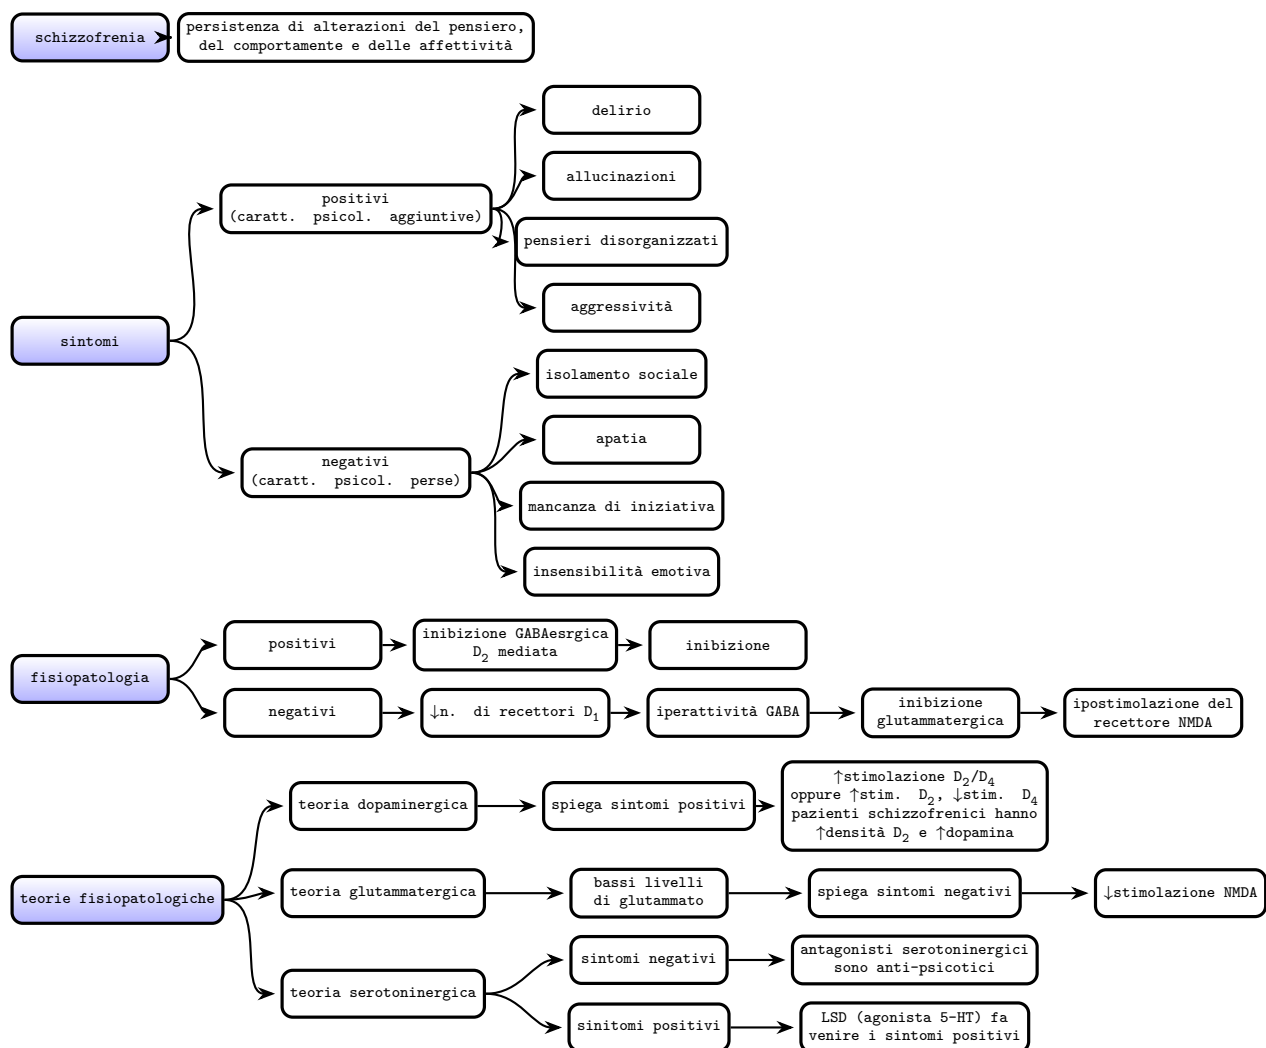 schizzofrenia
persistenza di alterazioni del pensiero,
del comportamente e delle affettività
sintomi
positivi
(caratt. psicol. aggiuntive)
delirio
allucinazioni
pensieri disorganizzati
aggressività
negativi
(caratt. psicol. perse)
isolamento sociale
apatia
mancanza di iniziativa
insensibilità emotiva
fisiopatologia
positivi
inibizione GABAesrgica
D₂ mediata
inibizione
negativi
↓n. di recettori D₁
iperattività GABA
inibizione
glutammatergica
ipostimolazione del
recettore NMDA
teorie fisiopatologiche
teoria dopaminergica
spiega sintomi positivi
↑stimolazione D₂/D₄
oppure ↑stim. D₂, ↓stim. D₄
pazienti schizzofrenici hanno
↑densità D₂ e ↑dopamina
teoria glutammatergica
bassi livelli
di glutammato
spiega sintomi negativi
↓stimolazione NMDA
teoria serotoninergica
sintomi negativi
antagonisti serotoninergici
sono anti-psicotici
sinitomi positivi
LSD (agonista 5-HT) fa
venire i sintomi positivi